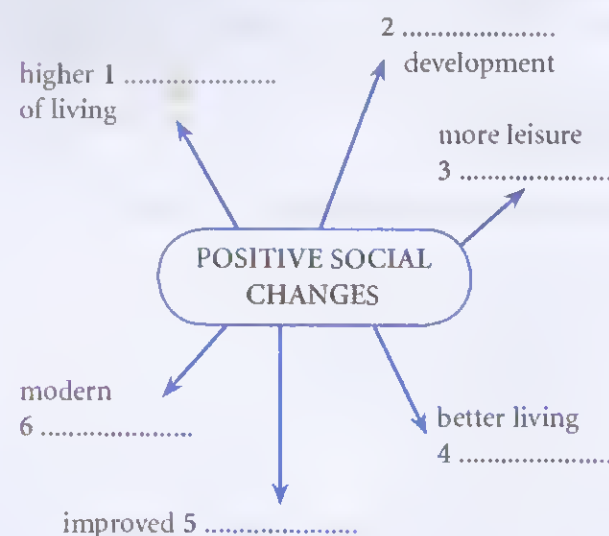 2 ......................
development
higher 1 ......................
of living
more leisure
3 ......................
POSITIVE SOCIAL
CHANGES
modern
6 ......................
better living
4 ......................
improved 5 ......................